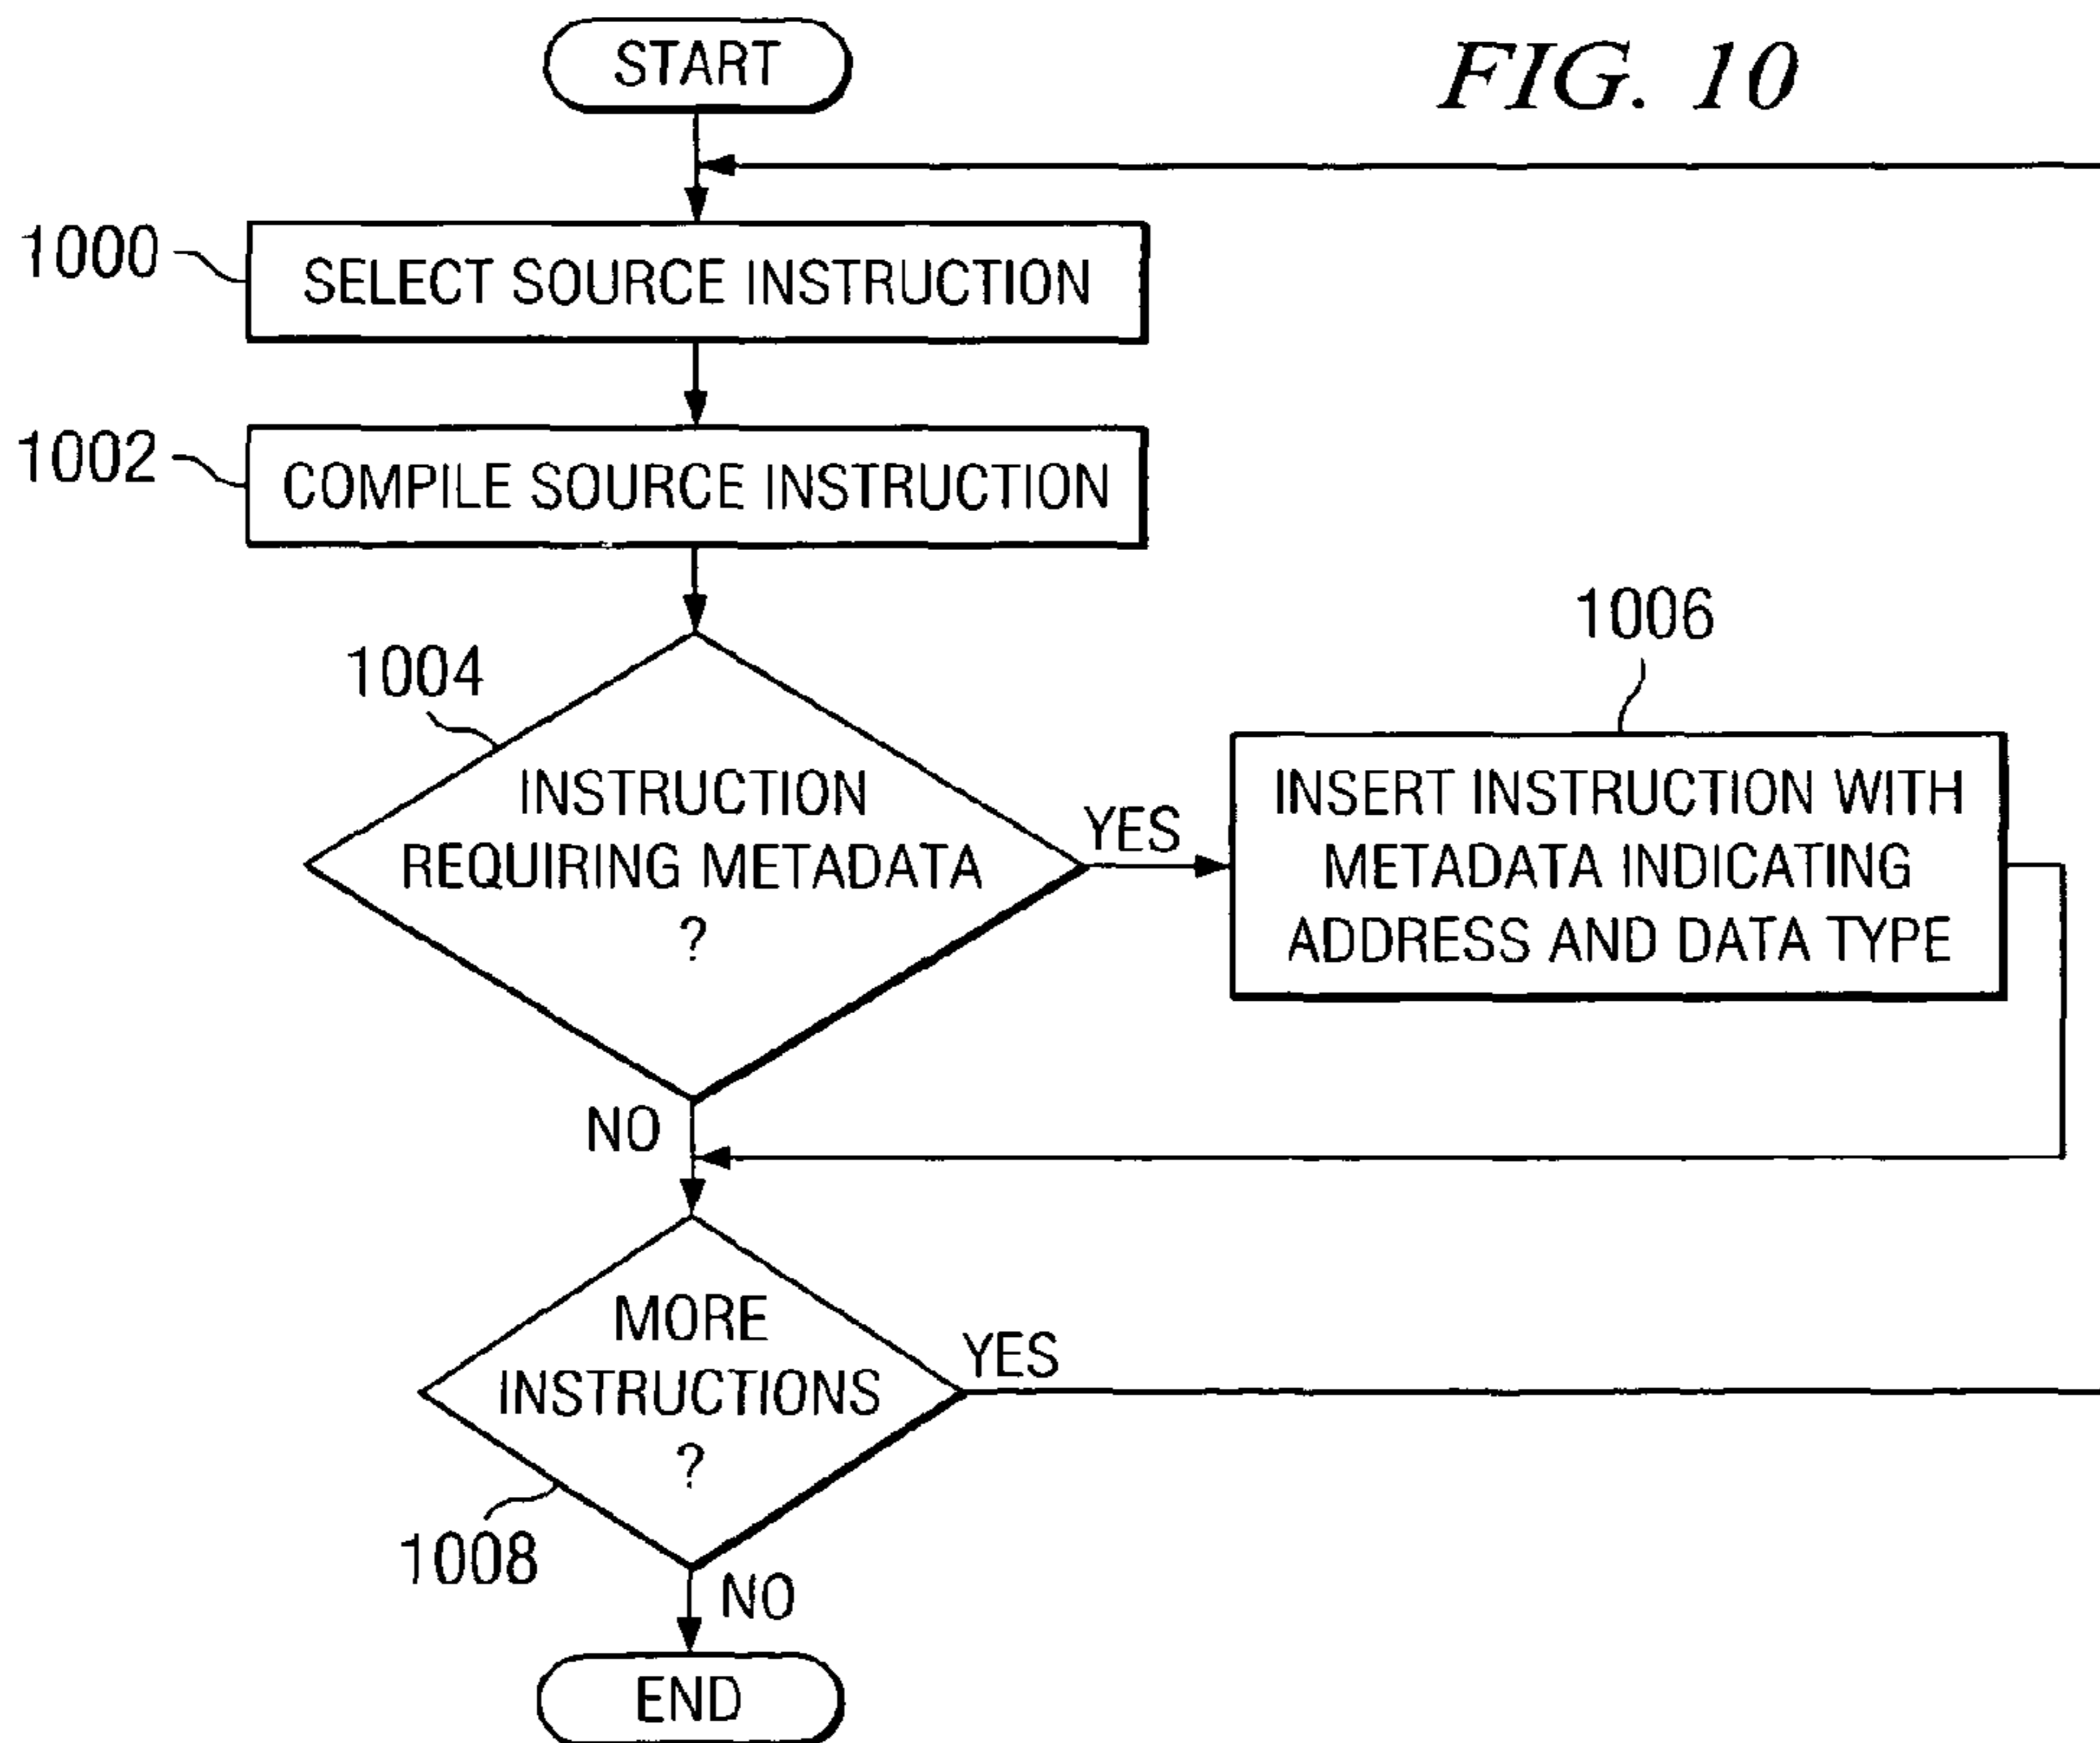 START
FIG. 10
1000
SELECT SOURCE INSTRUCTION
1002
COMPILE SOURCE INSTRUCTION
1004
INSTRUCTION
REQUIRING METADATA
?
YES
1006
INSERT INSTRUCTION WITH
METADATA INDICATING
ADDRESS AND DATA TYPE
NO
MORE
INSTRUCTIONS
?
YES
1008
NO
END